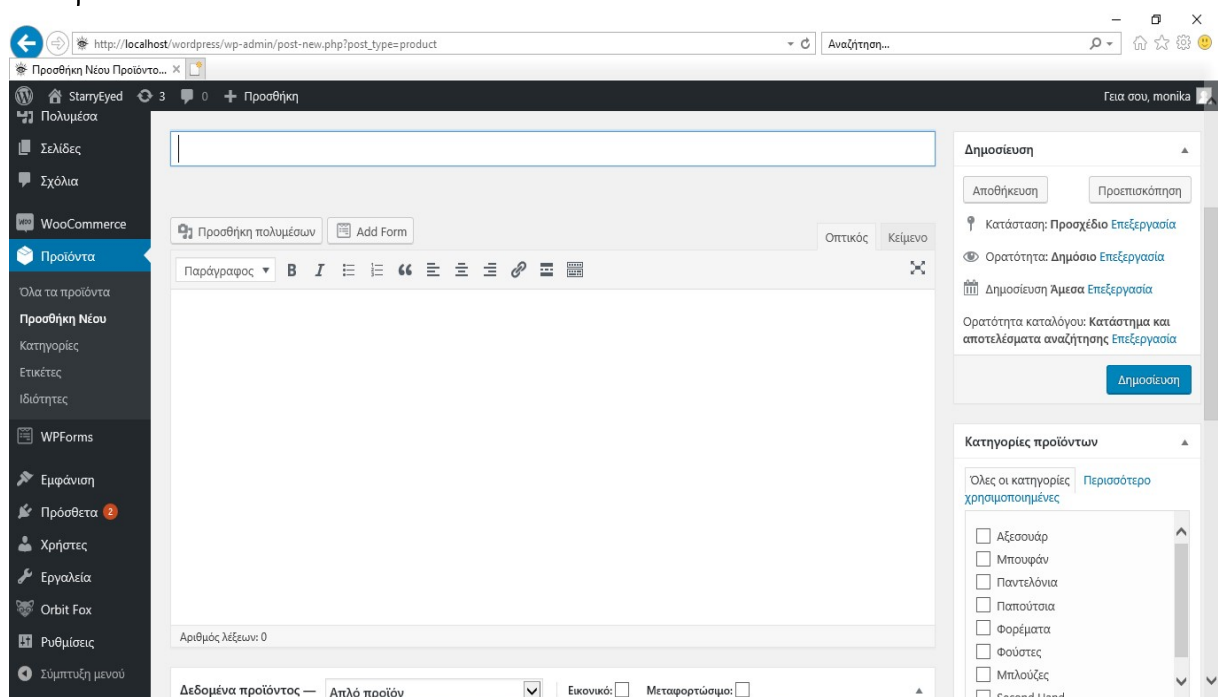 http://localhost/wordpress/wp-admin/post-new.php?post_type=product
Αναζήτηση...
Προσθήκη Νέου Προϊόντο...
StarryEyed 3 0 + Προσθήκη
Γεια σου, monika
Πολυμέσα
Σελίδες
Σχόλια
WooCommerce
Προϊόντα
Όλα τα προϊόντα
Προσθήκη Νέου
Κατηγορίες
Ετικέτες
Ιδιότητες
WPForms
Εμφάνιση
Πρόσθετα 2
Χρήστες
Εργαλεία
Orbit Fox
Ρυθμίσεις
Σύμπτυξη μενού
Προσθήκη πολυμέσων Add Form
Οπτικός Κείμενο
Παράγραφος B I
Αριθμός λέξεων: 0
Δεδομένα προϊόντος — Απλό προϊόν Εικονικό: Μεταφορτώσιμο:
Δημοσίευση
Αποθήκευση Προεπισκόπηση
Κατάσταση: Προσχέδιο Επεξεργασία
Ορατότητα: Δημόσιο Επεξεργασία
Δημοσίευση Άμεσα Επεξεργασία
Ορατότητα καταλόγου: Κατάστημα και
αποτελέσματα αναζήτησης Επεξεργασία
Δημοσίευση
Κατηγορίες προϊόντων
Όλες οι κατηγορίες Περισσότερο
χρησιμοποιημένες
Αξεσουάρ
Μπουφάν
Παντελόνια
Παπούτσια
Φορέματα
Φούστες
Μπλούζες
Second Hand